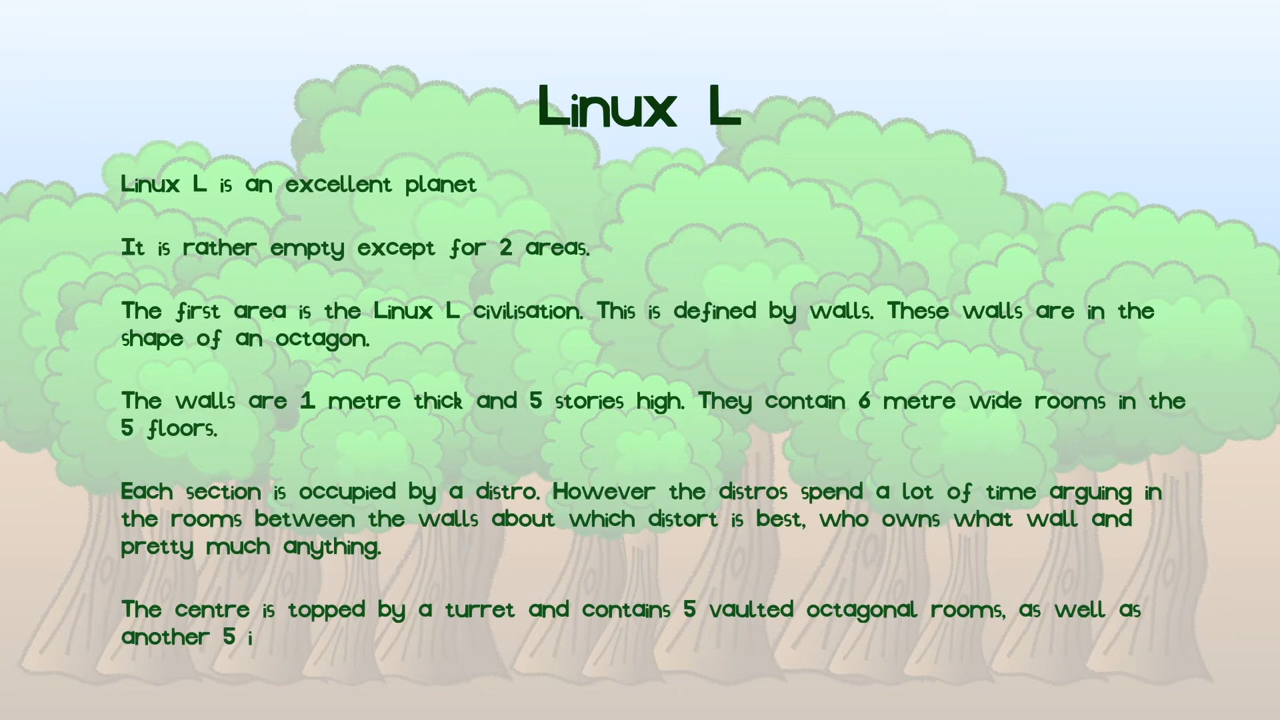 Linux L
Linux L is an excellent planet
It is rather empty except for 2 areas.
The first area is the Linux L civilisation. This is defined by walls. These walls are in the
shape of an octagon.
The walls are 1 metre thick and 5 stories high. They contain 6 metre wide rooms in the
5 floors.
Each section is occupied by a distro. However the distros spend a lot of time arguing in
the rooms between the walls about which distort is best, who owns what wall and
pretty much anything.
The centre is topped by a turret and contains 5 vaulted octagonal rooms, as well as
another 5 i